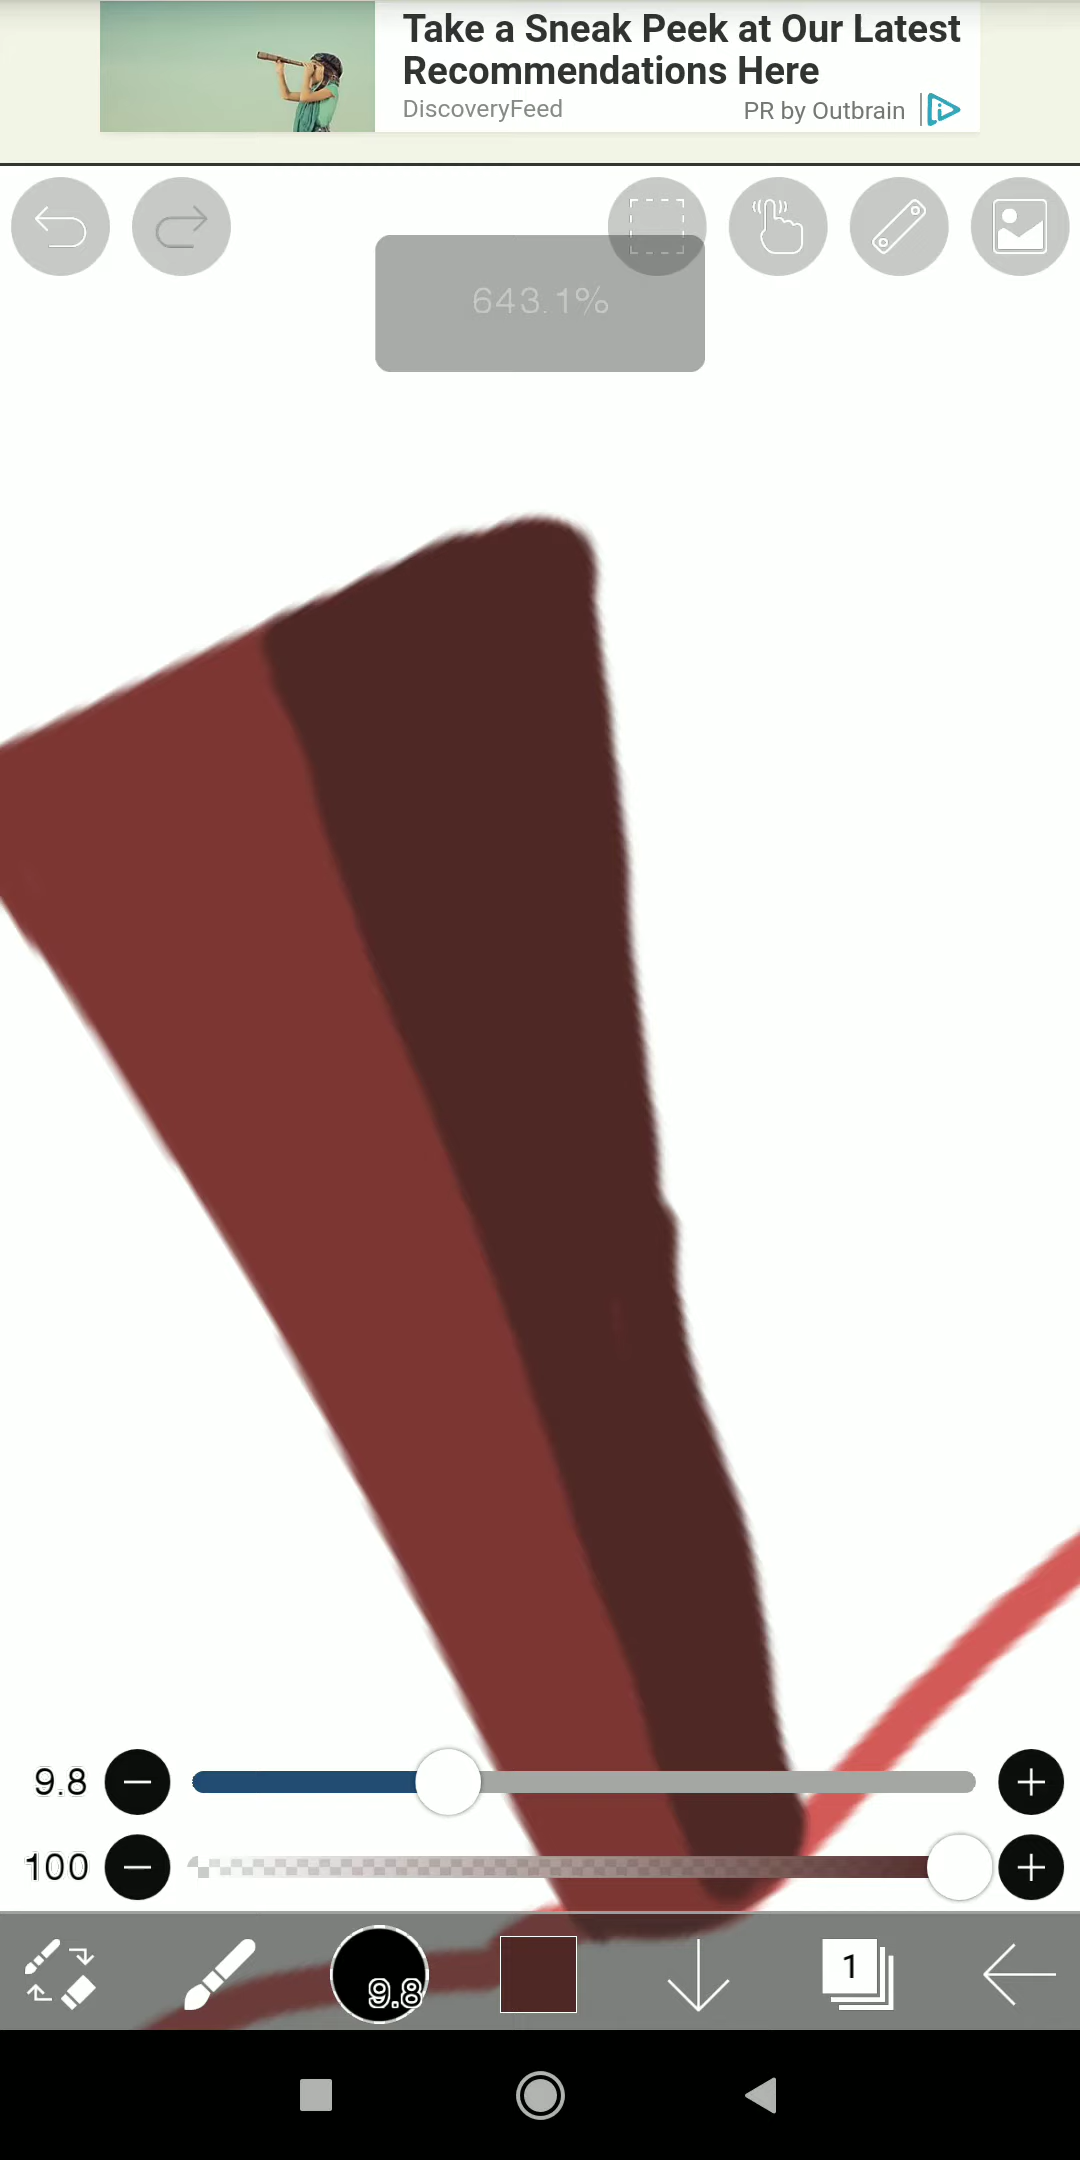 Take a Sneak Peek at Our Latest
Recommendations Here
DiscoveryFeed
PR by Outbrain
643.1%
9.8
100
9.8
1